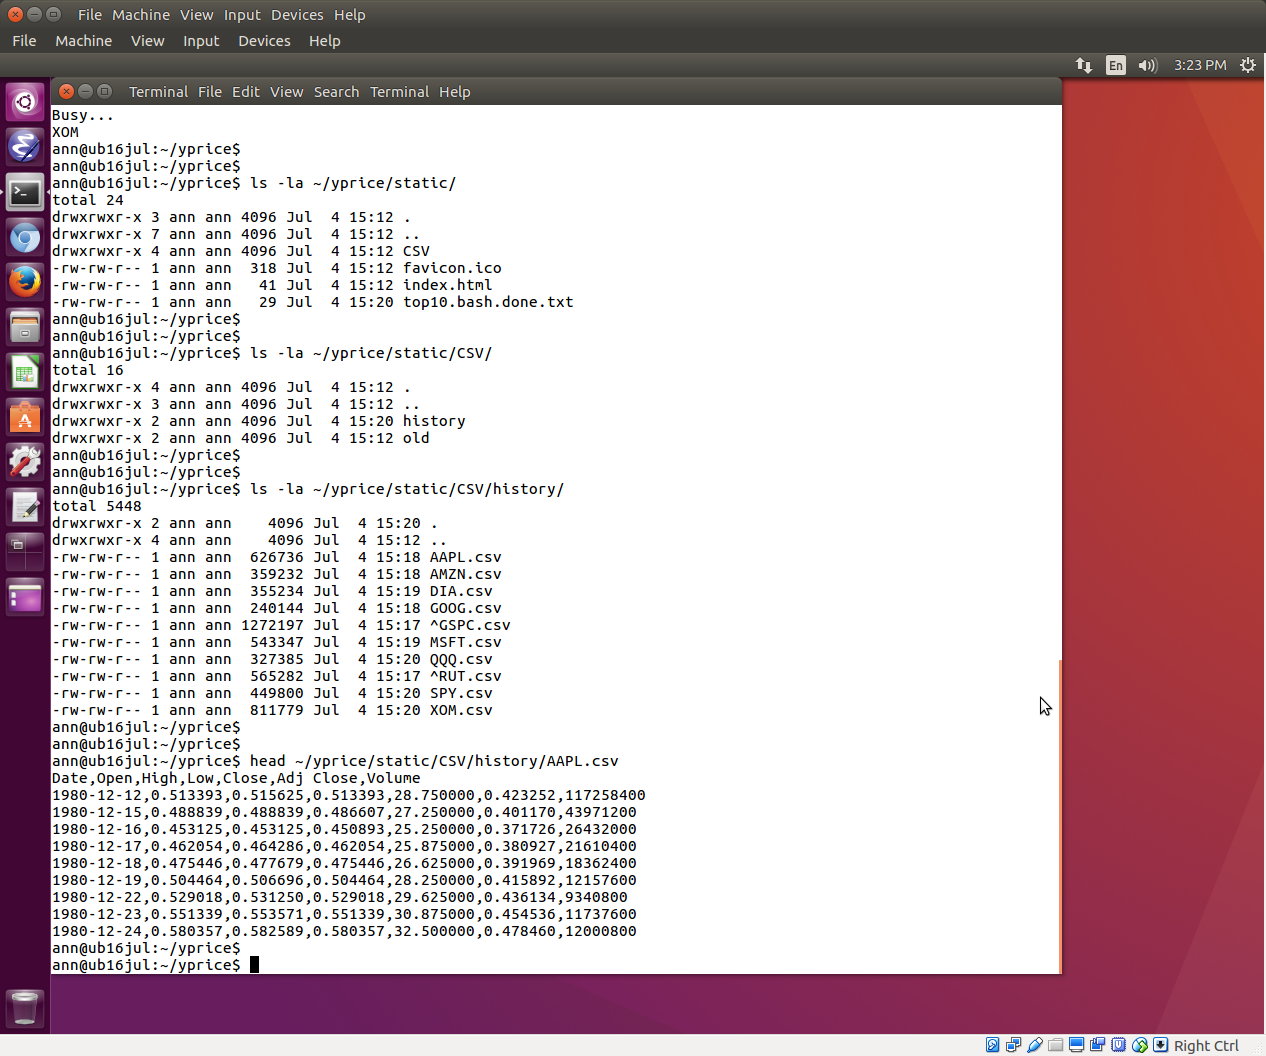 File Machine View Input Devices Help
File Machine View Input Devices Help
En 3:23 PM
Terminal File Edit View Search Terminal Help
Busy...
XOM
ann@ub16jul:~/yprice$
ann@ub16jul:~/yprice$
ann@ub16jul:~/yprice$ ls -la ~/yprice/static/
total 24
drwxrwxr-x 3 ann ann 4096 Jul  4 15:12 .
drwxrwxr-x 7 ann ann 4096 Jul  4 15:12 ..
drwxrwxr-x 4 ann ann 4096 Jul  4 15:12 CSV
-rw-rw-r-- 1 ann ann  318 Jul  4 15:12 favicon.ico
-rw-rw-r-- 1 ann ann   41 Jul  4 15:12 index.html
-rw-rw-r-- 1 ann ann   29 Jul  4 15:20 top10.bash.done.txt
ann@ub16jul:~/yprice$
ann@ub16jul:~/yprice$
ann@ub16jul:~/yprice$ ls -la ~/yprice/static/CSV/
total 16
drwxrwxr-x 4 ann ann 4096 Jul  4 15:12 .
drwxrwxr-x 3 ann ann 4096 Jul  4 15:12 ..
drwxrwxr-x 2 ann ann 4096 Jul  4 15:20 history
drwxrwxr-x 2 ann ann 4096 Jul  4 15:12 old
ann@ub16jul:~/yprice$
ann@ub16jul:~/yprice$
ann@ub16jul:~/yprice$ ls -la ~/yprice/static/CSV/history/
total 5448
drwxrwxr-x 2 ann ann    4096 Jul  4 15:20 .
drwxrwxr-x 4 ann ann    4096 Jul  4 15:12 ..
-rw-rw-r-- 1 ann ann  626736 Jul  4 15:18 AAPL.csv
-rw-rw-r-- 1 ann ann  359232 Jul  4 15:18 AMZN.csv
-rw-rw-r-- 1 ann ann  355234 Jul  4 15:19 DIA.csv
-rw-rw-r-- 1 ann ann  240144 Jul  4 15:18 GOOG.csv
-rw-rw-r-- 1 ann ann 1272197 Jul  4 15:17 ^GSPC.csv
-rw-rw-r-- 1 ann ann  543347 Jul  4 15:19 MSFT.csv
-rw-rw-r-- 1 ann ann  327385 Jul  4 15:20 QQQ.csv
-rw-rw-r-- 1 ann ann  565282 Jul  4 15:17 ^RUT.csv
-rw-rw-r-- 1 ann ann  449800 Jul  4 15:20 SPY.csv
-rw-rw-r-- 1 ann ann  811779 Jul  4 15:20 XOM.csv
ann@ub16jul:~/yprice$
ann@ub16jul:~/yprice$
ann@ub16jul:~/yprice$ head ~/yprice/static/CSV/history/AAPL.csv
Date,Open,High,Low,Close,Adj Close,Volume
1980-12-12,0.513393,0.515625,0.513393,28.750000,0.423252,117258400
1980-12-15,0.488839,0.488839,0.486607,27.250000,0.401170,43971200
1980-12-16,0.453125,0.453125,0.450893,25.250000,0.371726,26432000
1980-12-17,0.462054,0.464286,0.462054,25.875000,0.380927,21610400
1980-12-18,0.475446,0.477679,0.475446,26.625000,0.391969,18362400
1980-12-19,0.504464,0.506696,0.504464,28.250000,0.415892,12157600
1980-12-22,0.529018,0.531250,0.529018,29.625000,0.436134,9340800
1980-12-23,0.551339,0.553571,0.551339,30.875000,0.454536,11737600
1980-12-24,0.580357,0.582589,0.580357,32.500000,0.478460,12000800
ann@ub16jul:~/yprice$
ann@ub16jul:~/yprice$
Right Ctrl